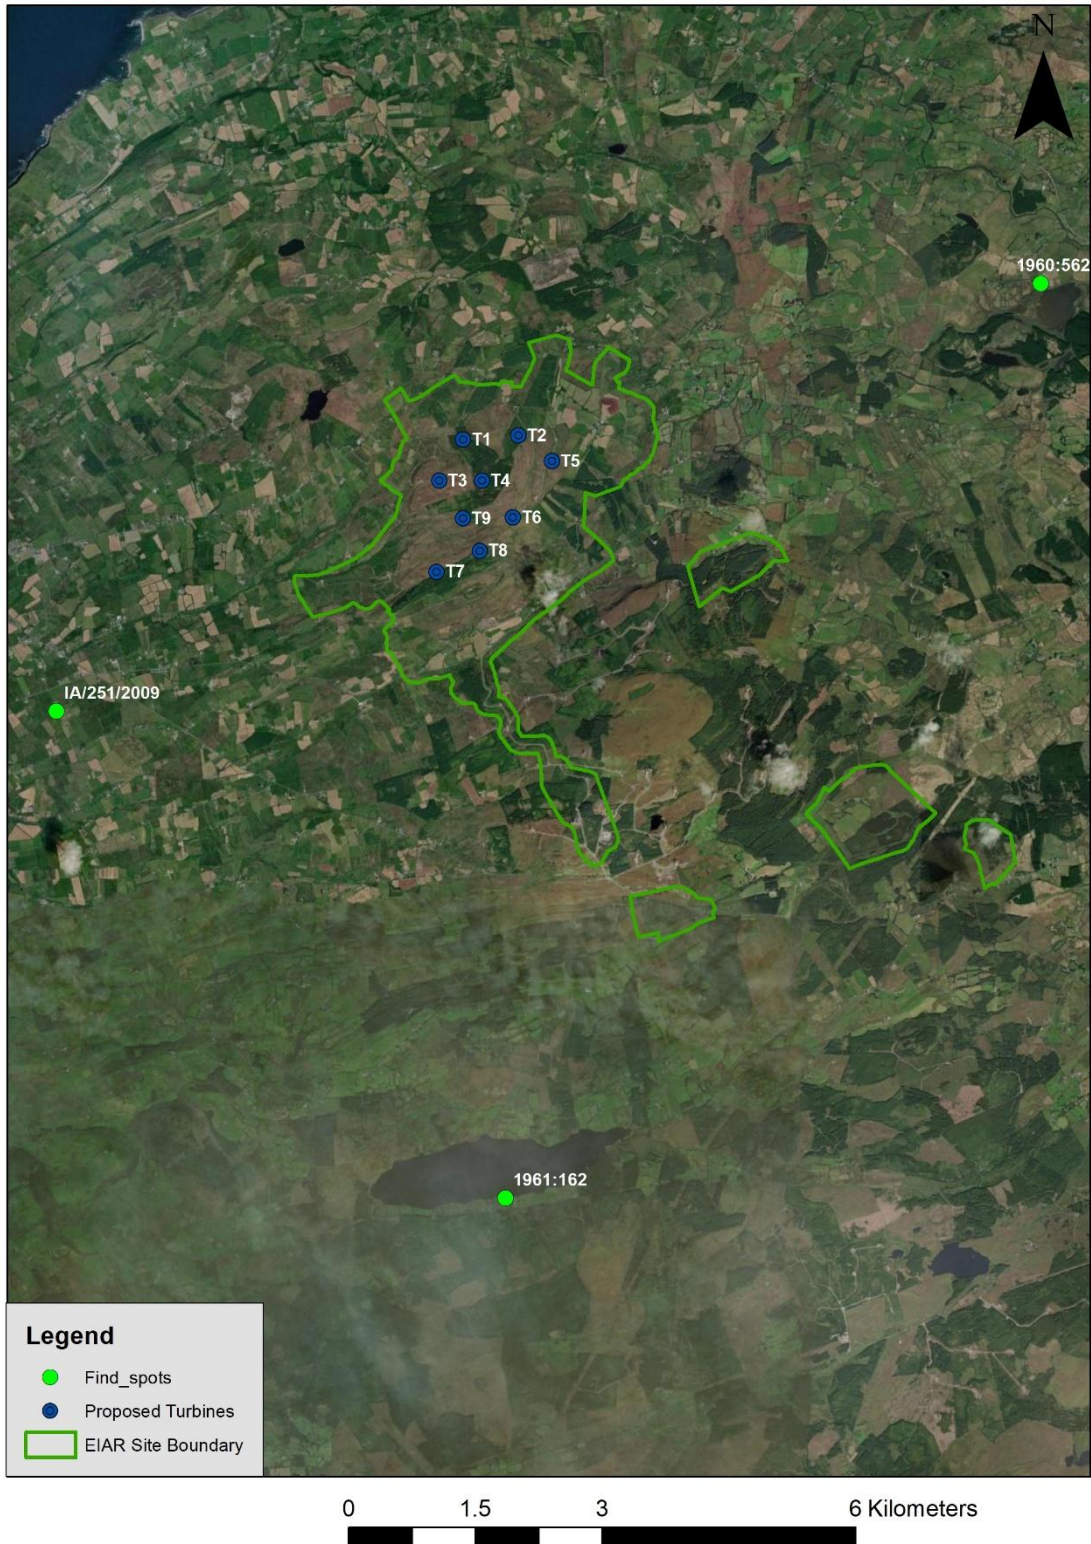 N
1960:562
T1
T2
T5
T3
T4
T9
T6
T8
T7
IA/251/2009
1961:162
Legend
Find_spots
Proposed Turbines
EIAR Site Boundary
0 1.5 3 6 Kilometers